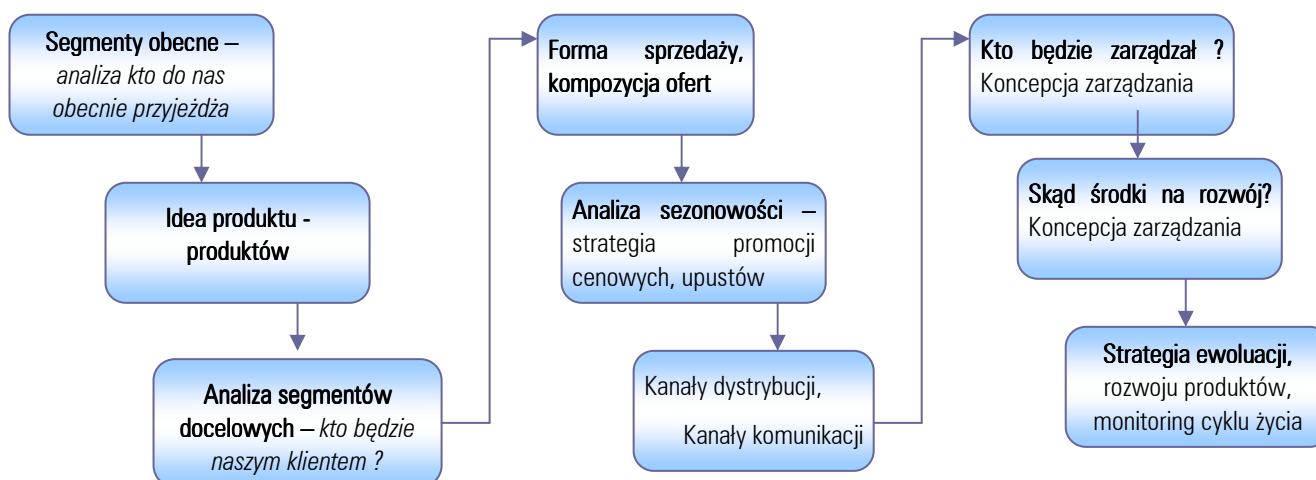 Segmenty obecne –
analiza kto do nas
obecnie przyjeżdża
Idea produktu -
produktów
Analiza segmentów
docelowych – kto będzie
naszym klientem ?
Forma sprzedaży,
kompozycja ofert
Analiza sezonowości –
strategia promocji
cenowych, upustów
Kanały dystrybucji,
Kanały komunikacji
Kto będzie zarządzał ?
Koncepcja zarządzania
Skąd środki na rozwój?
Koncepcja zarządzania
Strategia ewoluacji,
rozwoju produktów,
monitoring cyklu życia